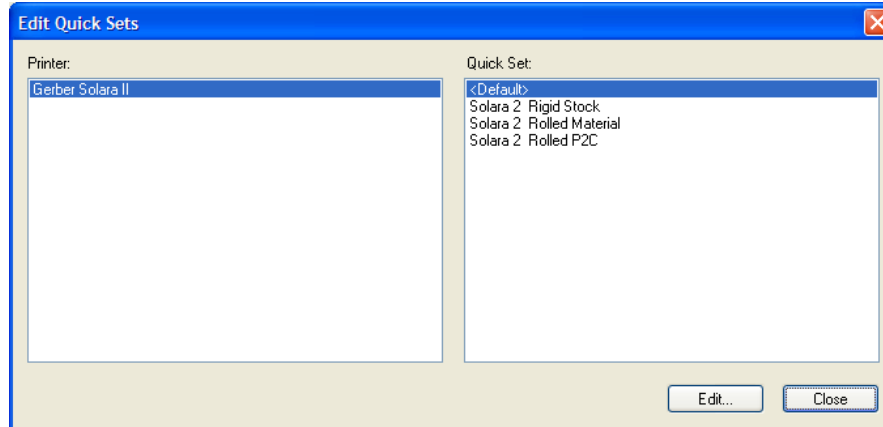 Edit Quick Sets
Printer:
Gerber Solara II
Quick Set:
<Default>
Solara 2 Rigid Stock
Solara 2 Rolled Material
Solara 2 Rolled P2C
Edit...
Close